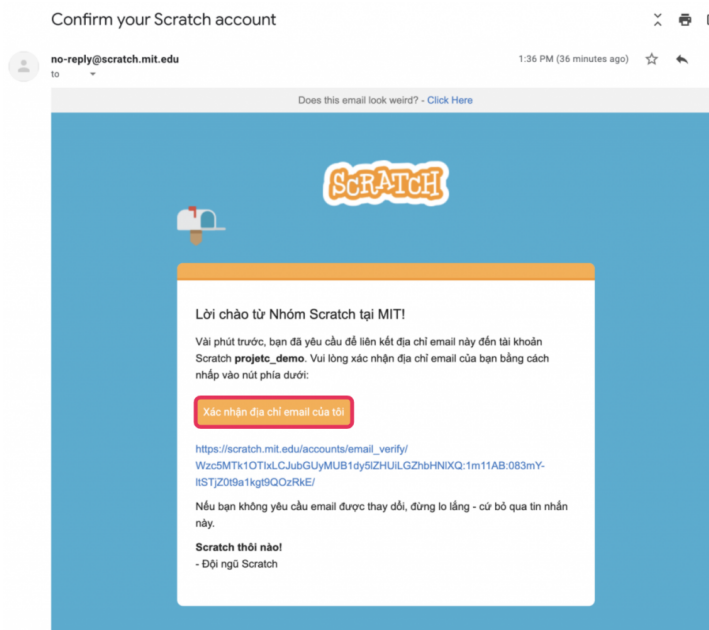 Confirm your Scratch account
no-reply@scratch.mit.edu
1:36 PM (36 minutes ago)
to
Does this email look weird? - Click Here
SCRATCH
Lời chào từ Nhóm Scratch tại MIT!
Vài phút trước, bạn đã yêu cầu để liên kết địa chỉ email này đến tài khoản
Scratch projetc_demo. Vui lòng xác nhận địa chỉ email của bạn bằng cách
nhấp vào nút phía dưới:
Xác nhận địa chỉ email của tôi
https://scratch.mit.edu/accounts/email_verify/
Wzc5MTk1OTIxLCJubGUyMUB1dy5lZHUiLGZhbHNlXQ:1m11AB:083mY-
ltSTjZ0t9a1kgt9QOzRkE/
Nếu bạn không yêu cầu email được thay đổi, đừng lo lắng - cứ bỏ qua tin nhắn
này.
Scratch thôi nào!
- Đội ngũ Scratch